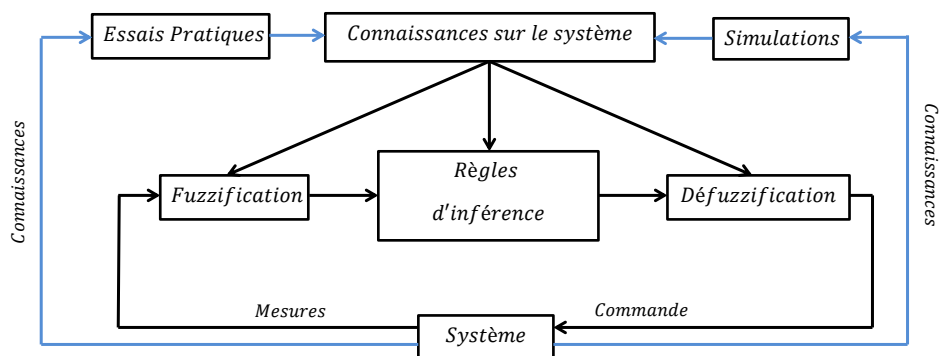 Essais Pratiques
Connaissances sur le système
Simulations
Connaissances
Connaissances
Fuzzification
Règles
d'inférence
Défuzzification
Mesures
Commande
Système